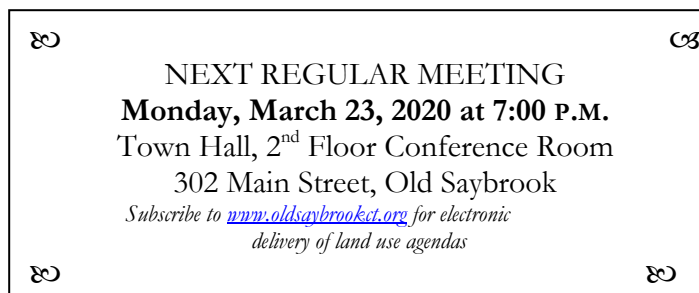 NEXT REGULAR MEETING
Monday, March 23, 2020 at 7:00 P.M.
Town Hall, 2nd Floor Conference Room
302 Main Street, Old Saybrook
Subscribe to www.oldsaybrookct.org for electronic
delivery of land use agendas